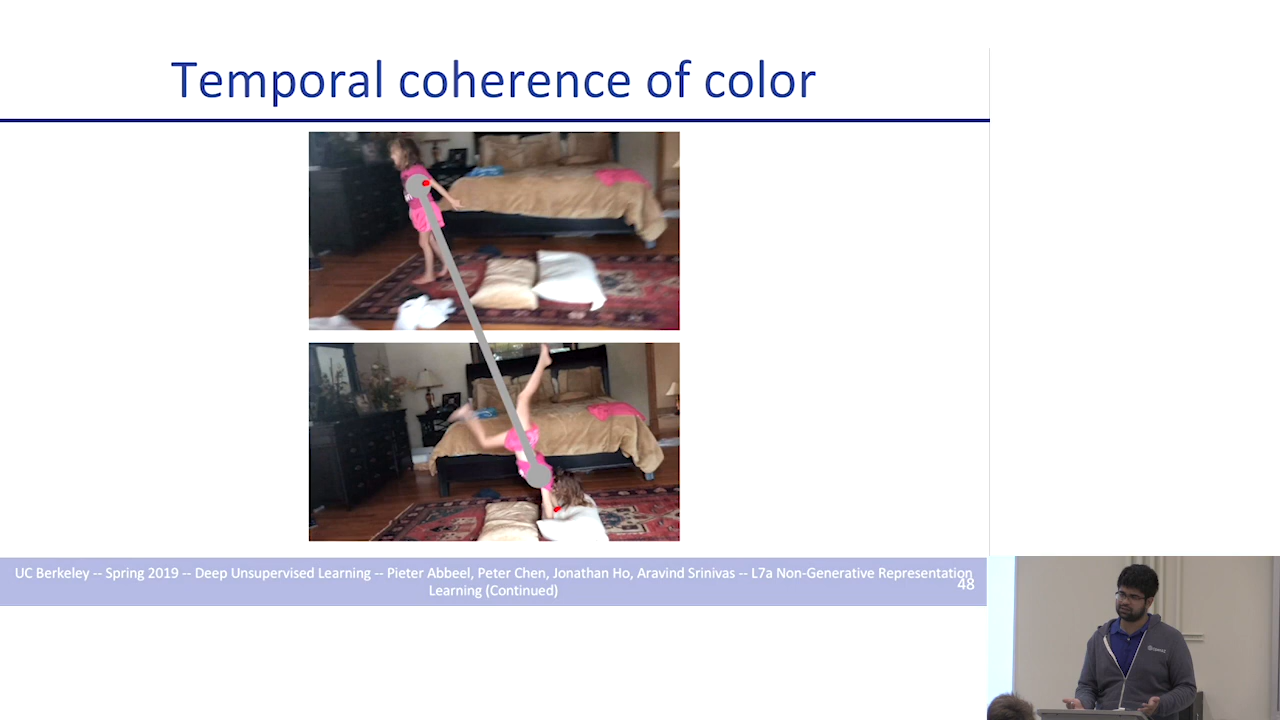 Temporal coherence of color
UC Berkeley -- Spring 2019 -- Deep Unsupervised Learning -- Pieter Abbeel, Peter Chen, Jonathan Ho, Aravind Srinivas -- L7a Non-Generative Representation
Learning (Continued)
48